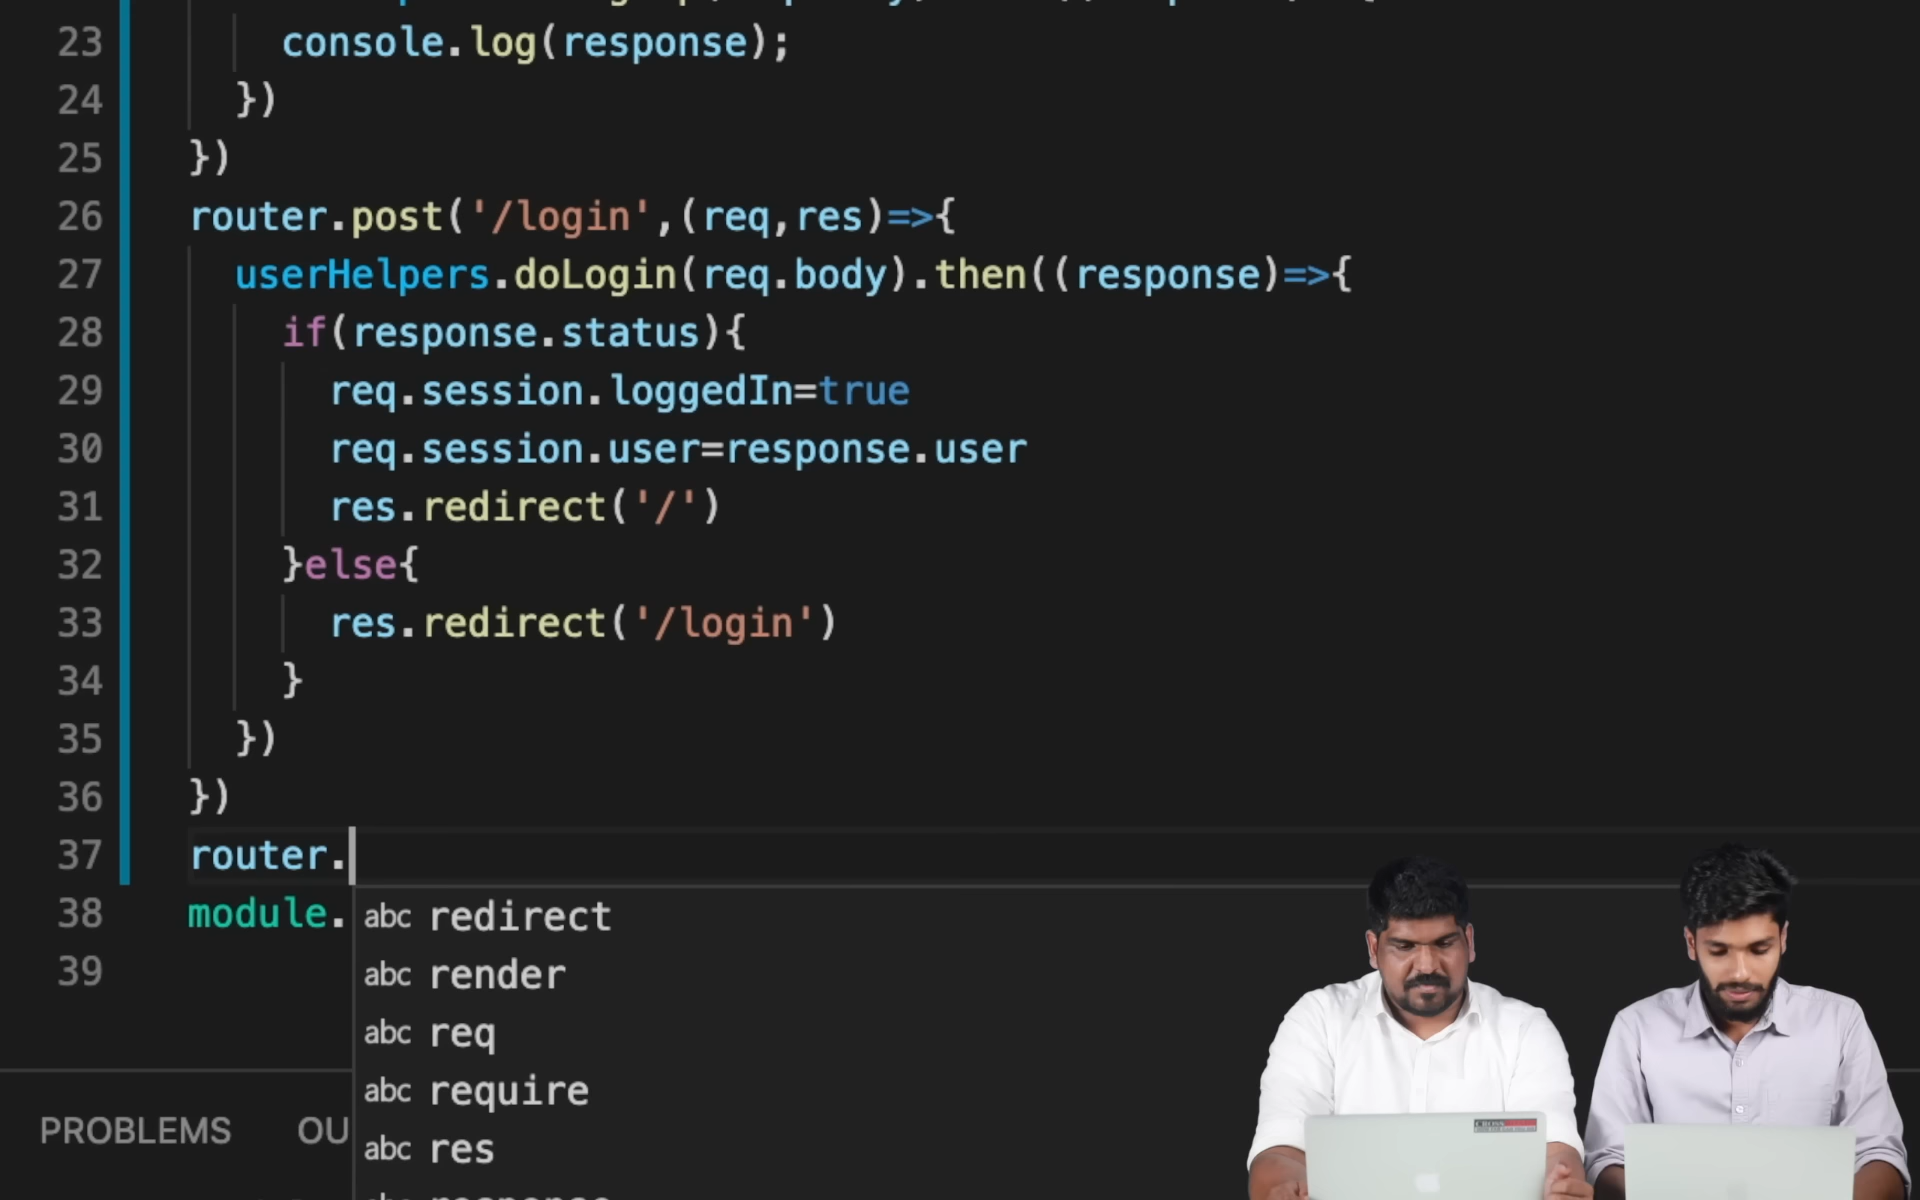 23 console.log(response);
24 })
25 })
26 router.post('/login',(req,res)=>{
27 userHelpers.doLogin(req.body).then((response)=>{
28 if(response.status){
29 req.session.loggedIn=true
30 req.session.user=response.user
31 res.redirect('/')
32 }else{
33 res.redirect('/login')
34 }
35 })
36 })
37 router.
38 module.
abc redirect
39
abc render
abc req
abc require
PROBLEMS OU
abc res